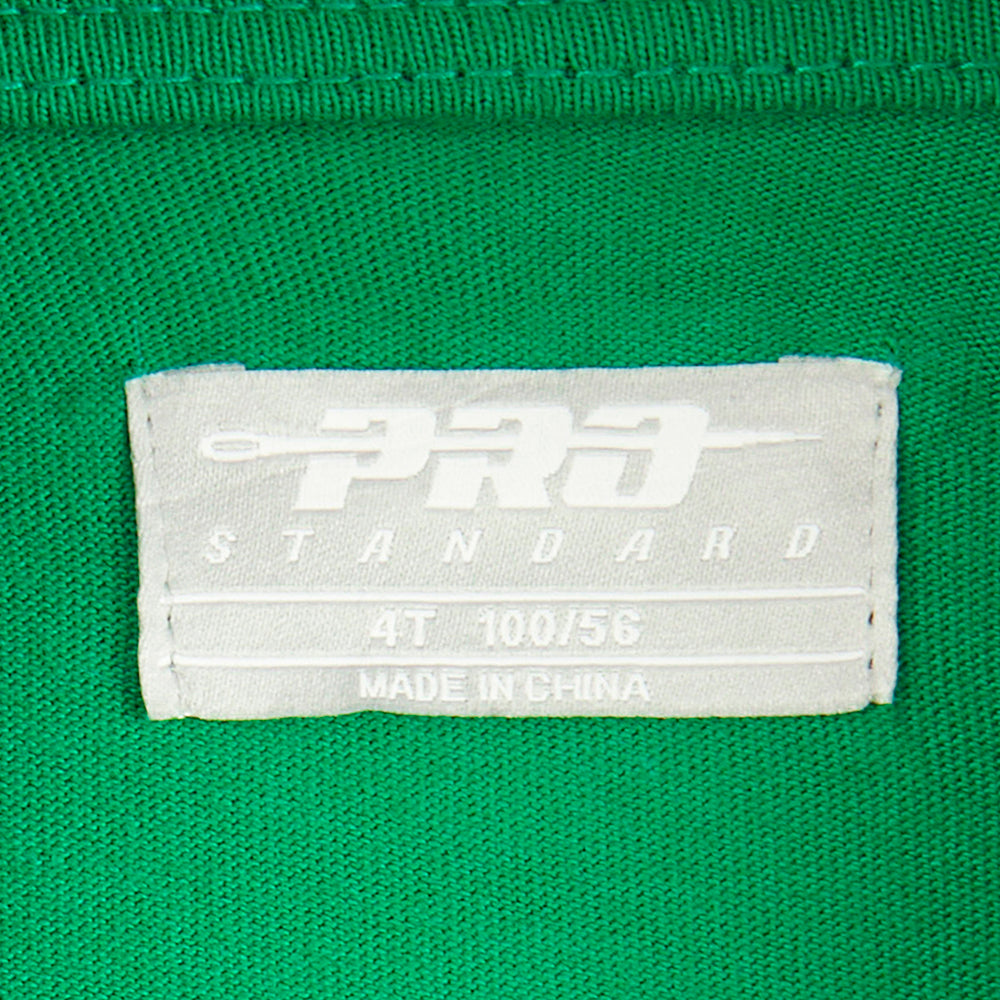 PRO
STANDARD
4T 100/56
MADE IN CHINA